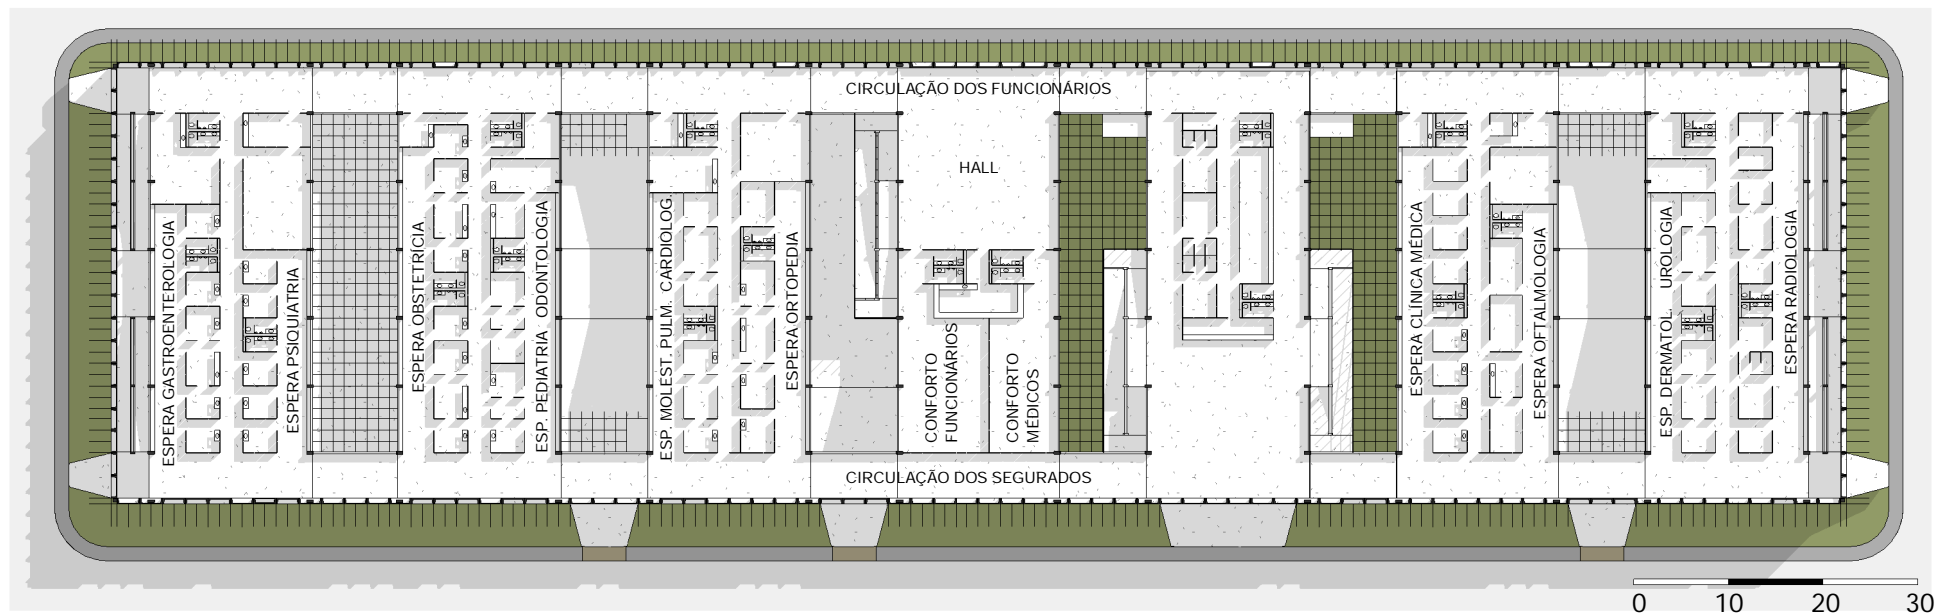 CIRCULAÇÃO DOS FUNCIONÁRIOS
HALL
ESPERA GASTROENTEROLOGIA
ESPERA PSIQUIATRIA
ESPERA OBSTETRÍCIA
ESP. PEDIATRIA ODONTOLOGIA
ESP. MOLEST. PULM. CARDIOLOG.
ESPERA ORTOPEDIA
CONFORTO
FUNCIONÁRIOS
CONFORTO
MÉDICOS
ESPERA CLÍNICA MÉDICA
ESPERA OFTALMOLOGIA
ESP. DERMATOL. UROLOGIA
ESPERA RADIOLOGIA
CIRCULAÇÃO DOS SEGURADOS
0 10 20 30